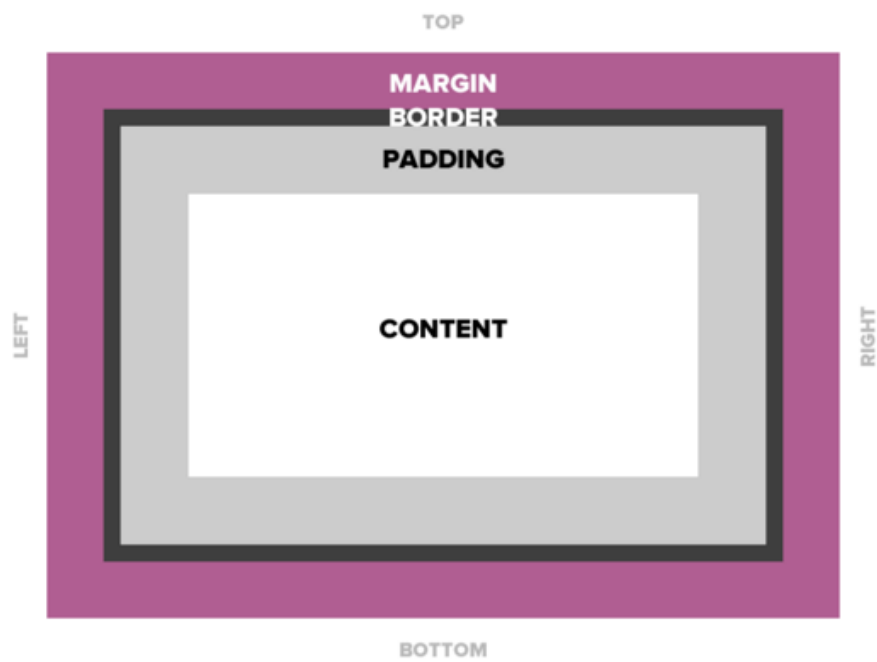 TOP
MARGIN
BORDER
PADDING
CONTENT
LEFT
RIGHT
BOTTOM